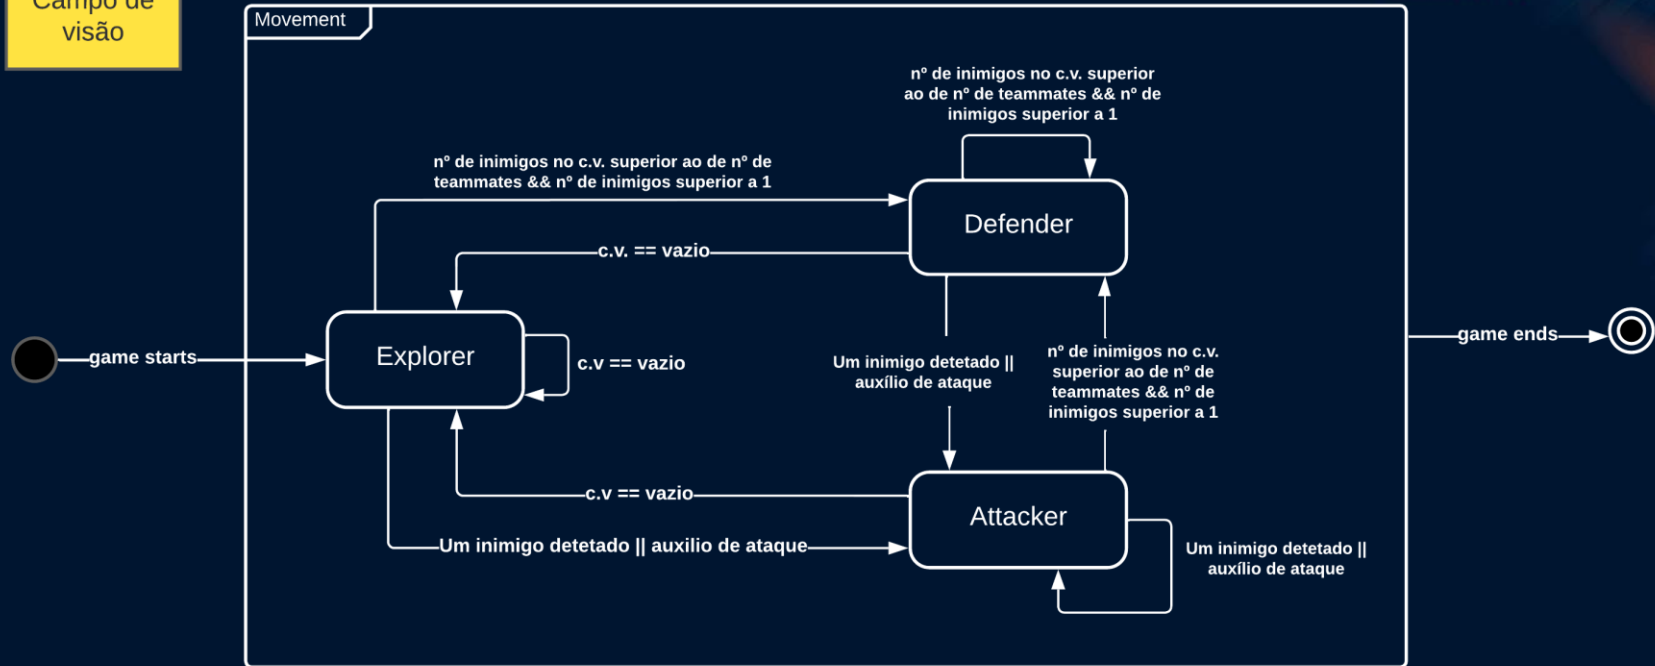 Campo de
visão
Movement
nº de inimigos no c.v. superior
ao de nº de teammates && nº de
inimigos superior a 1
nº de inimigos no c.v. superior ao de nº de
teammates && nº de inimigos superior a 1
Defender
c.v. == vazio
game starts
Explorer
c.v == vazio
Um inimigo detetado ||
auxílio de ataque
nº de inimigos no c.v.
superior ao de nº de
teammates && nº de
inimigos superior a 1
game ends
c.v == vazio
Attacker
Um inimigo detetado || auxilio de ataque
Um inimigo detetado ||
auxílio de ataque